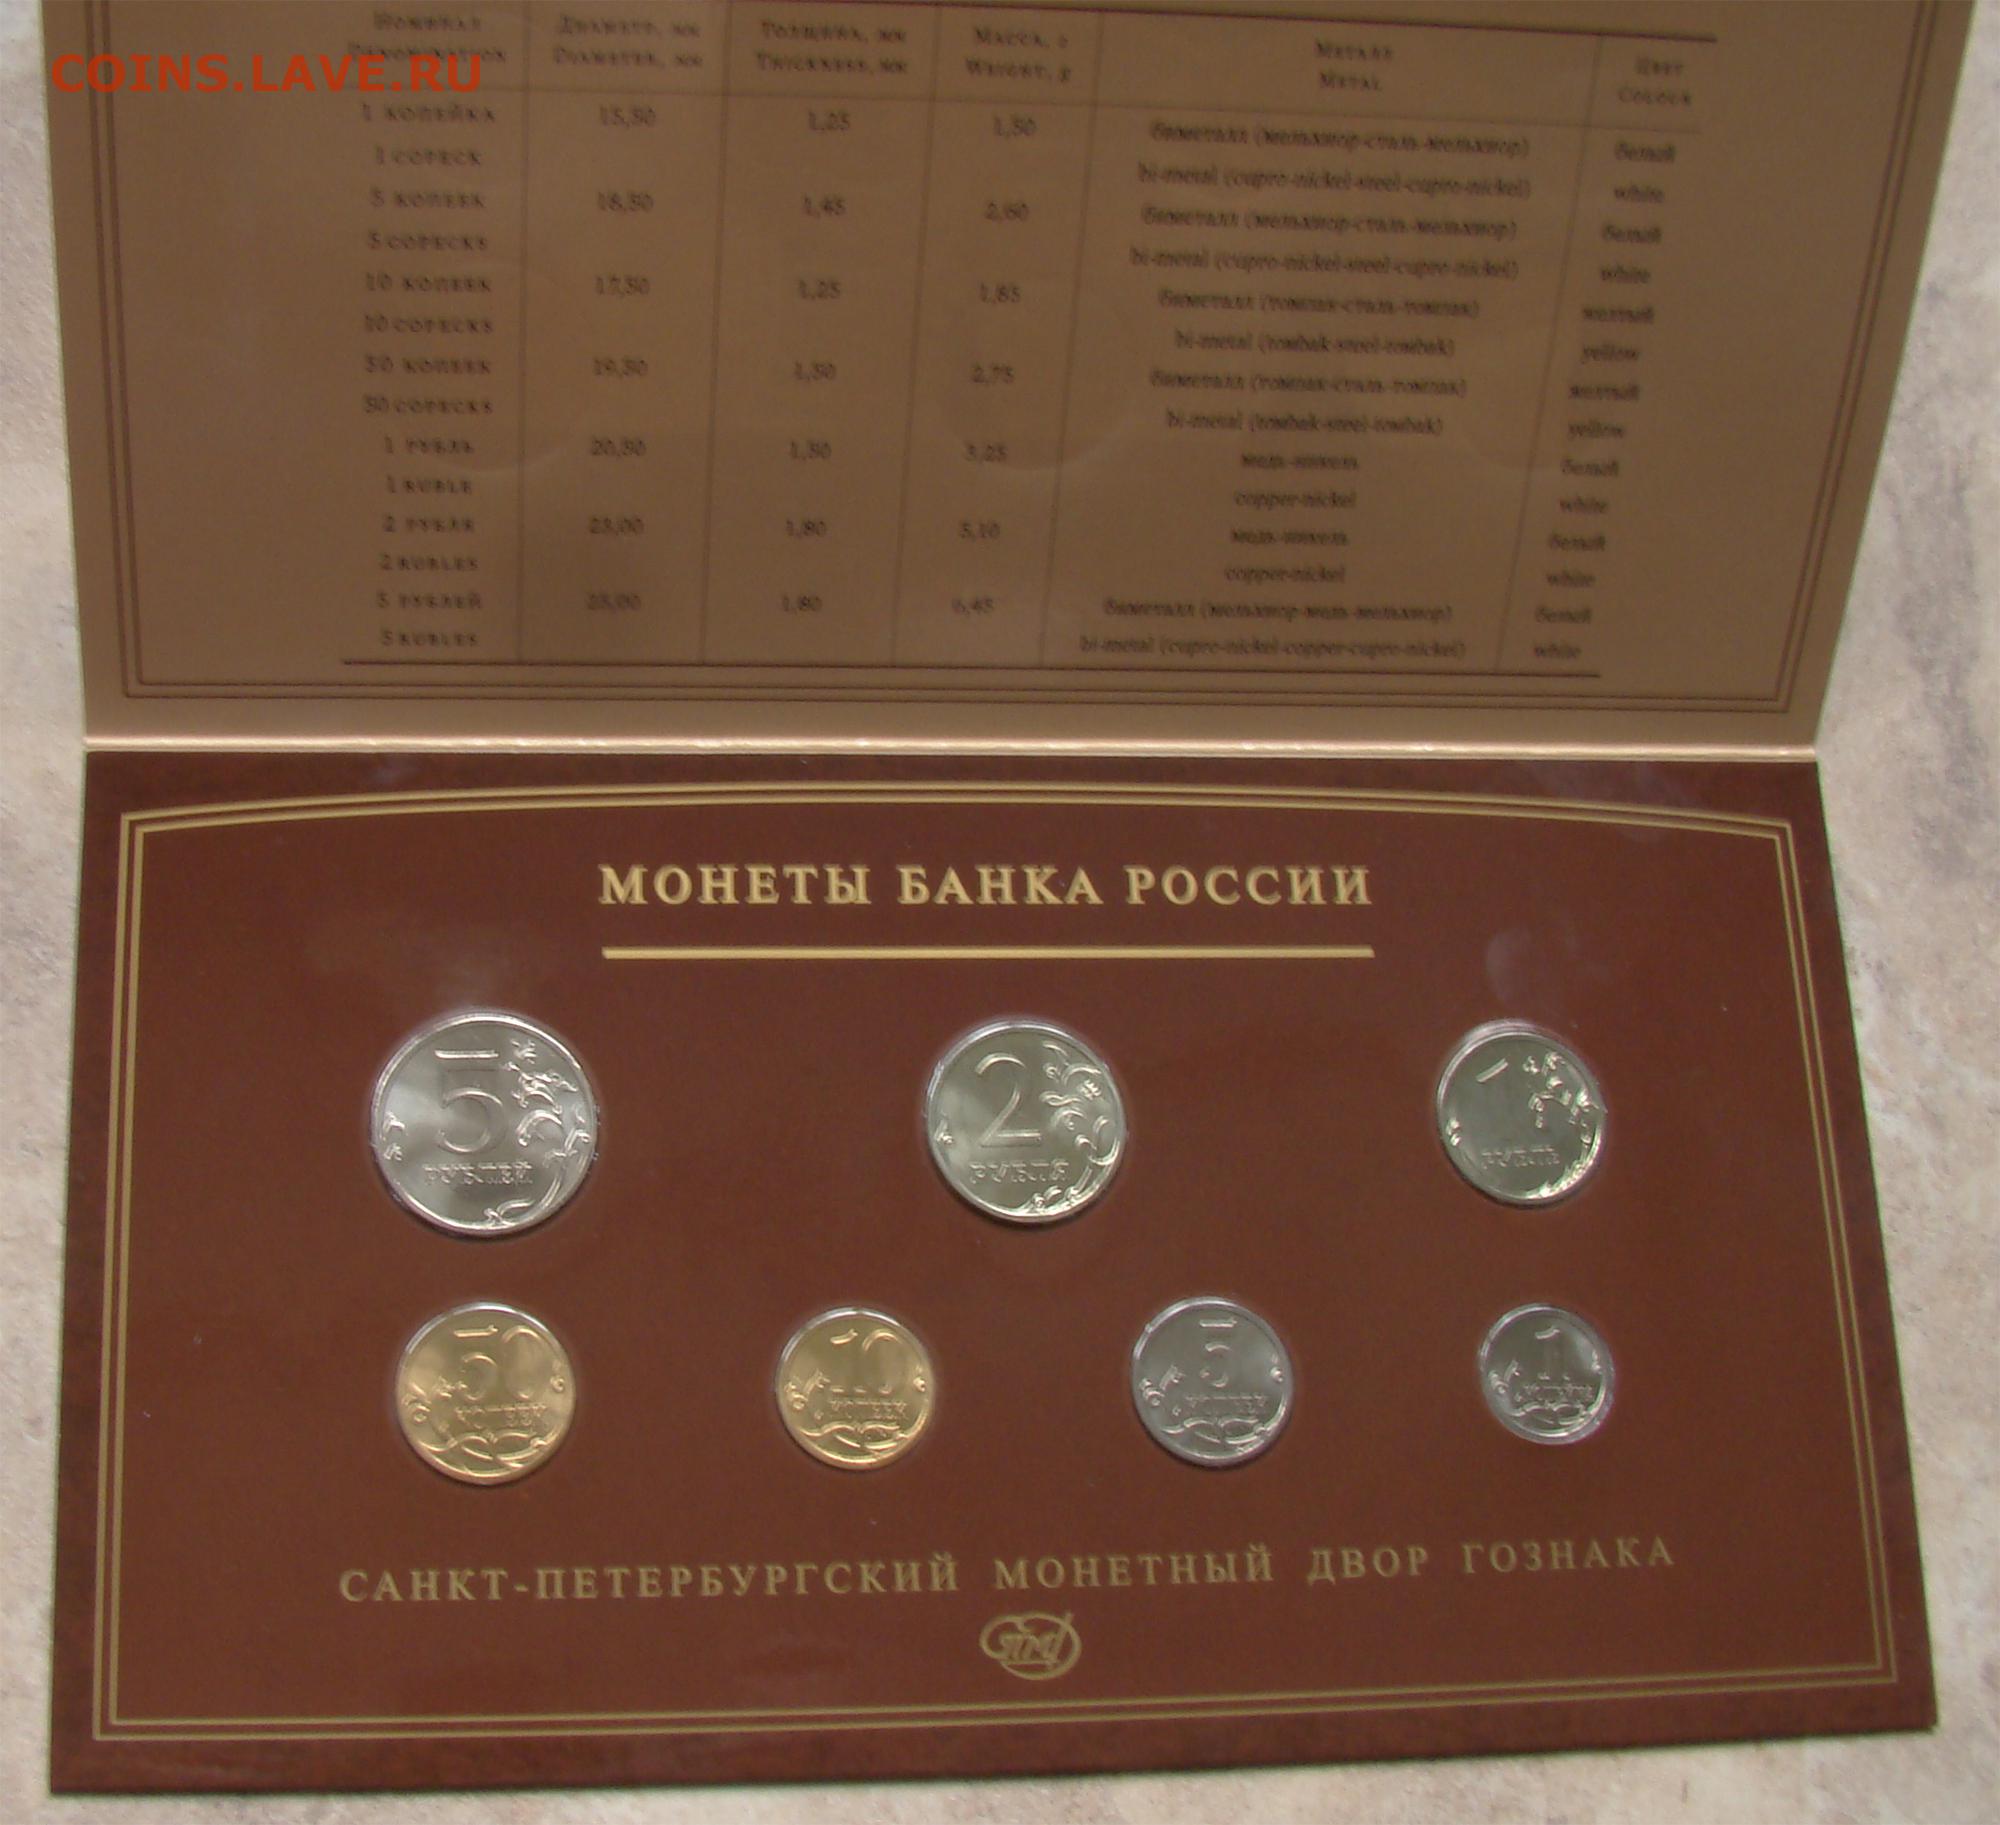 COINS.LAVE.RU
НОМИНАЛ ДИАМЕТР, мм ТОЛЩИНА, мм МАССА, г МЕТАЛЛ ЦВЕТ
DENOMINATION DIAMETER, мм THICKNESS, мм WEIGHT, g METAL COLOUR
1 КОПЕЙКА 15,50 1,25 1,50 биметалл (мельхиор-сталь-мельхиор) белый
1 COPECK bi-metal (cupro-nickel-steel-cupro-nickel) white
5 КОПЕЕК 18,50 1,45 2,60 биметалл (мельхиор-сталь-мельхиор) белый
5 COPECKS bi-metal (cupro-nickel-steel-cupro-nickel) white
10 КОПЕЕК 17,50 1,25 1,85 биметалл (томпак-сталь-томпак) желтый
10 COPECKS bi-metal (tombak-steel-tombak) yellow
50 КОПЕЕК 19,50 1,50 2,75 биметалл (томпак-сталь-томпак) желтый
50 COPECKS bi-metal (tombak-steel-tombak) yellow
1 РУБЛЬ 20,50 1,50 3,25 медь-никель белый
1 RUBLE copper-nickel white
2 РУБЛЯ 23,00 1,80 5,10 медь-никель белый
2 RUBLES copper-nickel white
5 РУБЛЕЙ 25,00 1,80 6,45 биметалл (мельхиор-медь-мельхиор) белый
5 RUBLES bi-metal (cupro-nickel-copper-cupro-nickel) white
МОНЕТЫ БАНКА РОССИИ
5 2 1
РУБЛЕЙ РУБЛЯ РУБЛЬ
50 10 5 1
КОПЕЕК КОПЕЕК КОПЕЕК КОПЕЙКА
САНКТ-ПЕТЕРБУРГСКИЙ МОНЕТНЫЙ ДВОР ГОЗНАКА